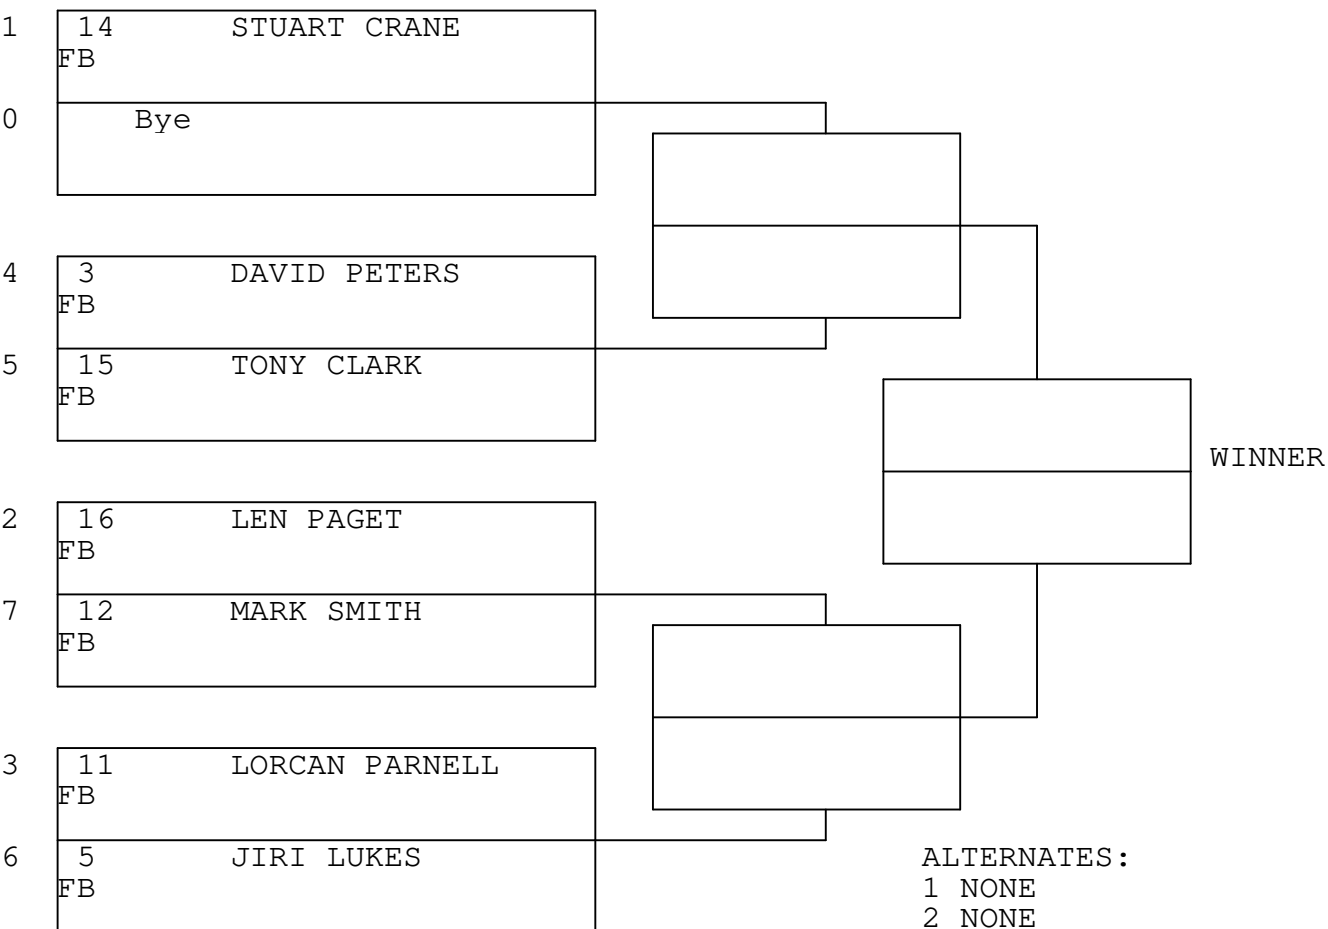 1 14 STUART CRANE
FB
0 Bye
4 3 DAVID PETERS
FB
5 15 TONY CLARK
FB
WINNER
2 16 LEN PAGET
FB
7 12 MARK SMITH
FB
3 11 LORCAN PARNELL
FB
6 5 JIRI LUKES
FB
ALTERNATES:
1 NONE
2 NONE